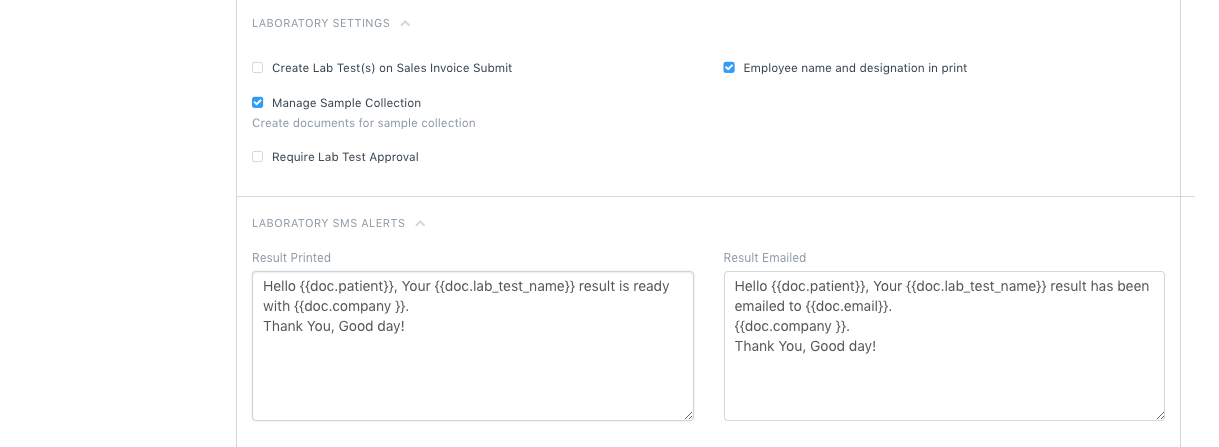 LABORATORY SETTINGS
Create Lab Test(s) on Sales Invoice Submit
Employee name and designation in print
Manage Sample Collection
Create documents for sample collection
Require Lab Test Approval
LABORATORY SMS ALERTS
Result Printed
Hello {{doc.patient}}, Your {{doc.lab_test_name}} result is ready
with {{doc.company }}.
Thank You, Good day!
Result Emailed
Hello {{doc.patient}}, Your {{doc.lab_test_name}} result has been
emailed to {{doc.email}}.
{{doc.company }}.
Thank You, Good day!